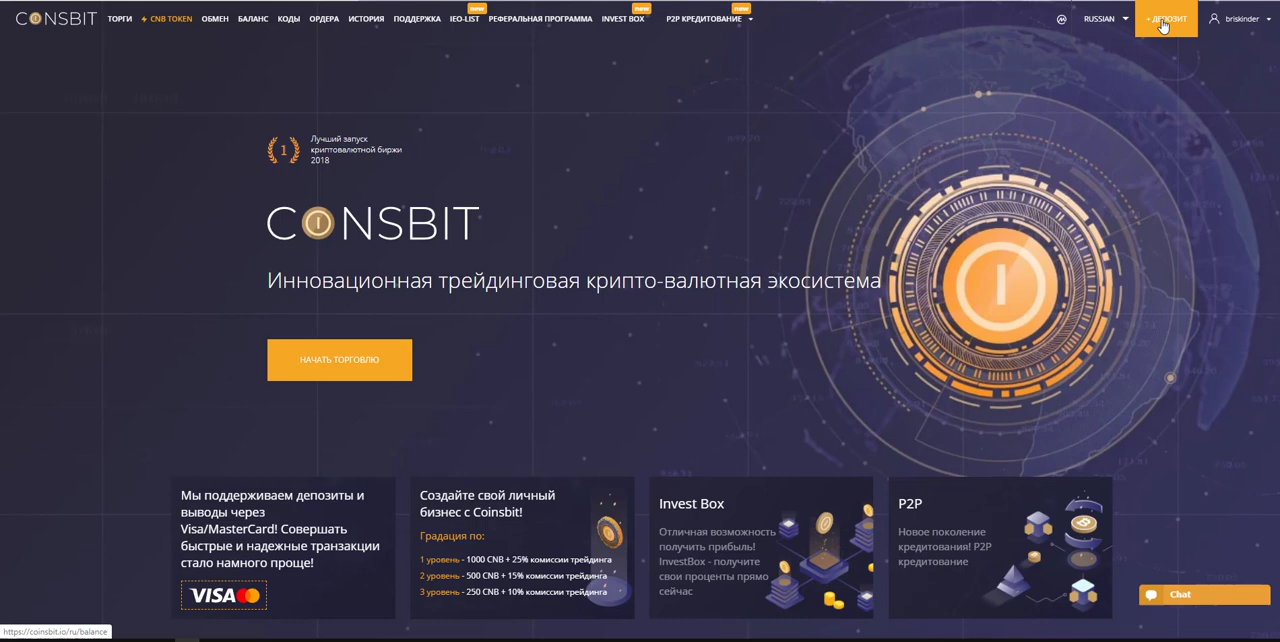 CONSBIT
ТОРГИ
CNB TOKEN
ОБМЕН
БАЛАНС
КОДЫ
ОРДЕРА
ИСТОРИЯ
ПОДДЕРЖКА
new
IEO-LIST
РЕФЕРАЛЬНАЯ ПРОГРАММА
new
INVEST BOX
new
P2P КРЕДИТОВАНИЕ
RUSSIAN
+ ДЕПОЗИТ
briskinder
1
Лучший запуск
криптовалютной биржи
2018
CONSBIT
Инновационная трейдинговая крипто-валютная экосистема
НАЧАТЬ ТОРГОВЛЮ
Мы поддерживаем депозиты и
выводы через
Visa/MasterCard! Совершать
быстрые и надежные транзакции
стало намного проще!
VISA
Создайте свой личный
бизнес с Coinsbit!
Градация по:
1 уровень - 1000 CNB + 25% комиссии трейдинга
2 уровень - 500 CNB + 15% комиссии трейдинга
3 уровень - 250 CNB + 10% комиссии трейдинга
Invest Box
Отличная возможность
получить прибыль!
InvestBox - получите
свои проценты прямо
сейчас
P2P
Новое поколение
кредитования! P2P
кредитование
Chat
https://coinsbit.io/ru/balance